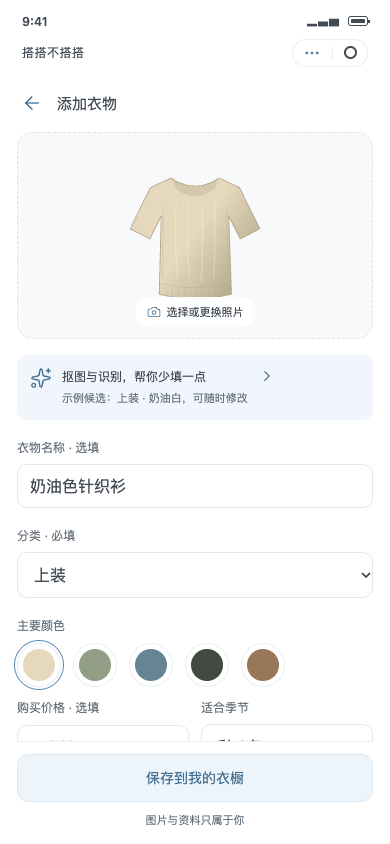 9:41
搭搭不搭搭
添加衣物
选择或更换照片
抠图与识别，帮你少填一点
示例候选：上装 · 奶油白，可随时修改
衣物名称 · 选填
奶油色针织衫
分类 · 必填
上装
主要颜色
购买价格 · 选填
适合季节
保存到我的衣橱
图片与资料只属于你